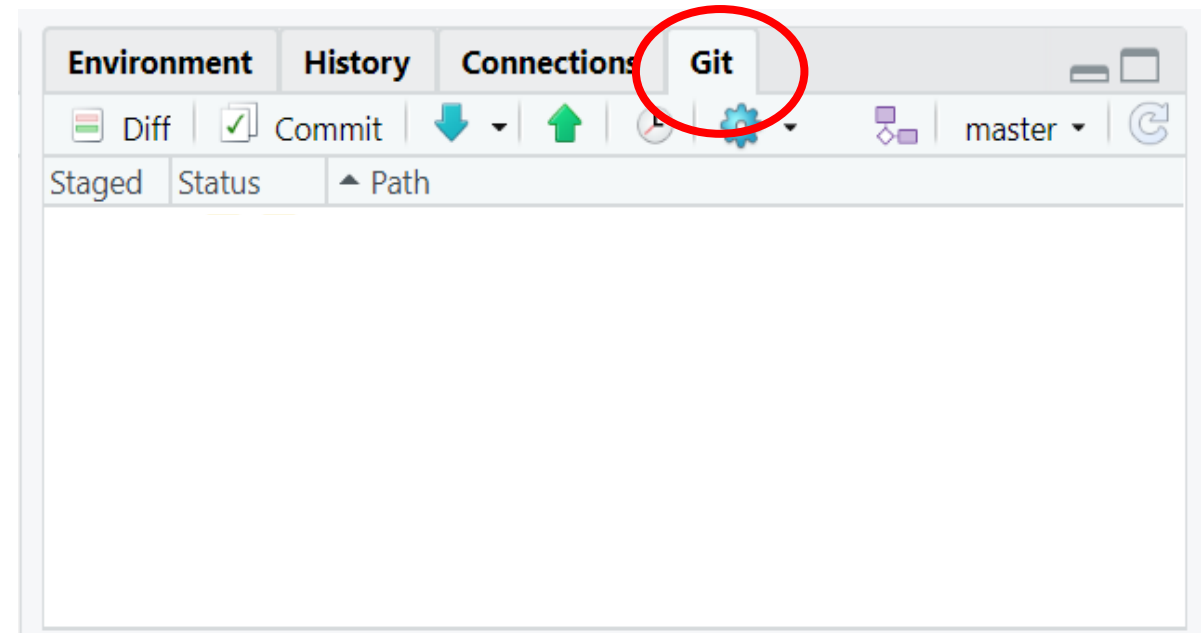 Environment History Connections Git
Diff Commit master
Staged Status Path